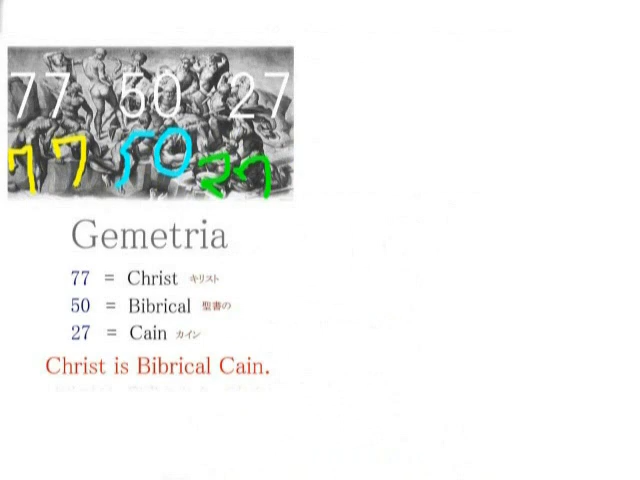 77 50 27
77 50 27
Gemetria
77 = Christ キリスト
50 = Bibrical 聖書の
27 = Cain カイン
Christ is Bibrical Cain.